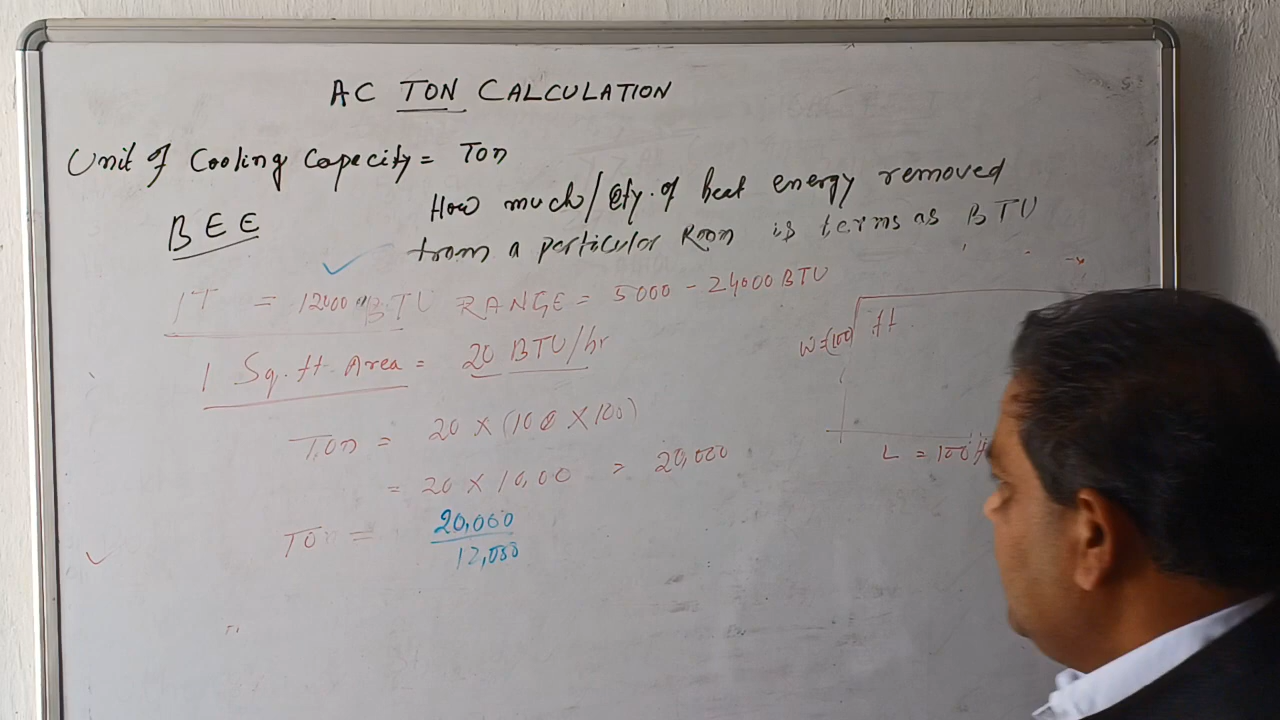 AC TON CALCULATION
Unit of Cooling Capacity = Ton
How much/Qty. of heat energy removed
BEE
from a particular Room is terms as BTU
1T = 12000 BTU RANGE = 5000 - 24000 BTU
W=(100) ft
1 Sq.ft Area = 20 BTU/hr
Ton = 20 X (100 X 100)
L = 100
= 20 X 10,00 = 20,000
Ton = 20,000
12,000